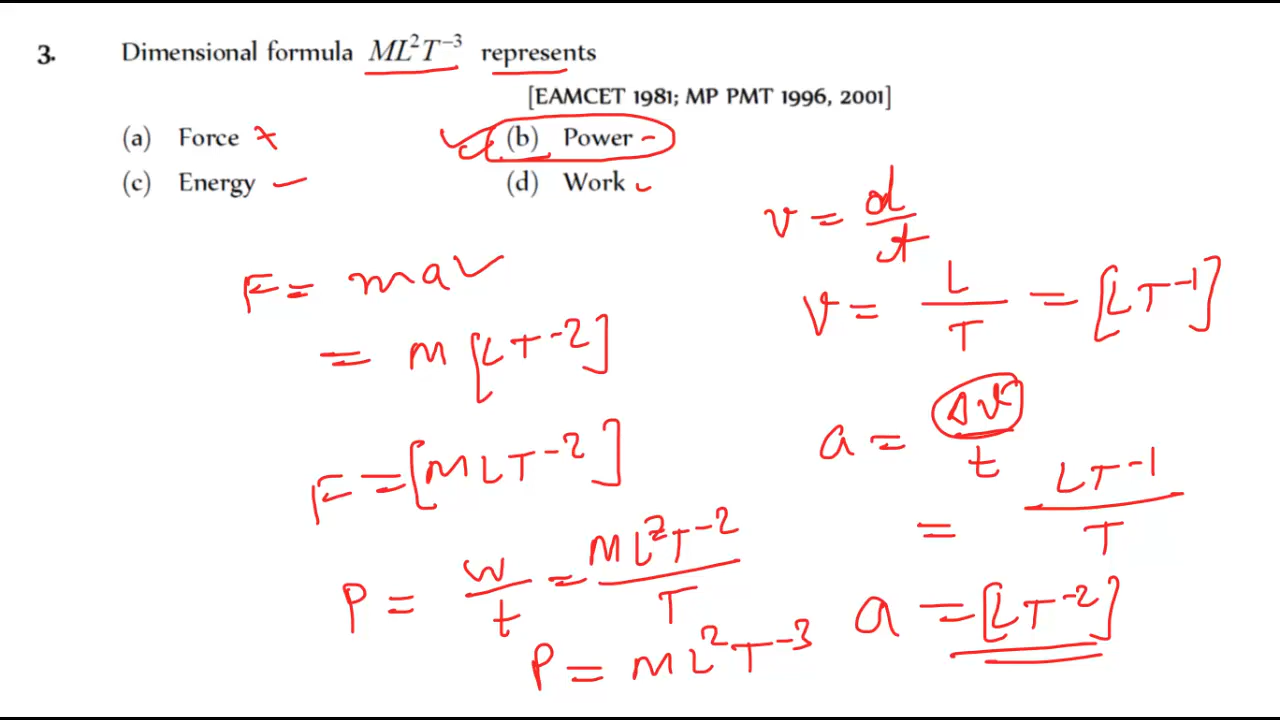 3. Dimensional formula ML²T⁻³ represents
[EAMCET 1981; MP PMT 1996, 2001]
(a) Force (b) Power
(c) Energy (d) Work
F = ma
= M[LT⁻²]
F = [MLT⁻²]
P = W/t = ML²T⁻²/T
P = ML²T⁻³
v = d/t
v = L/T = [LT⁻¹]
a = Δv/t
= LT⁻¹/T
a = [LT⁻²]